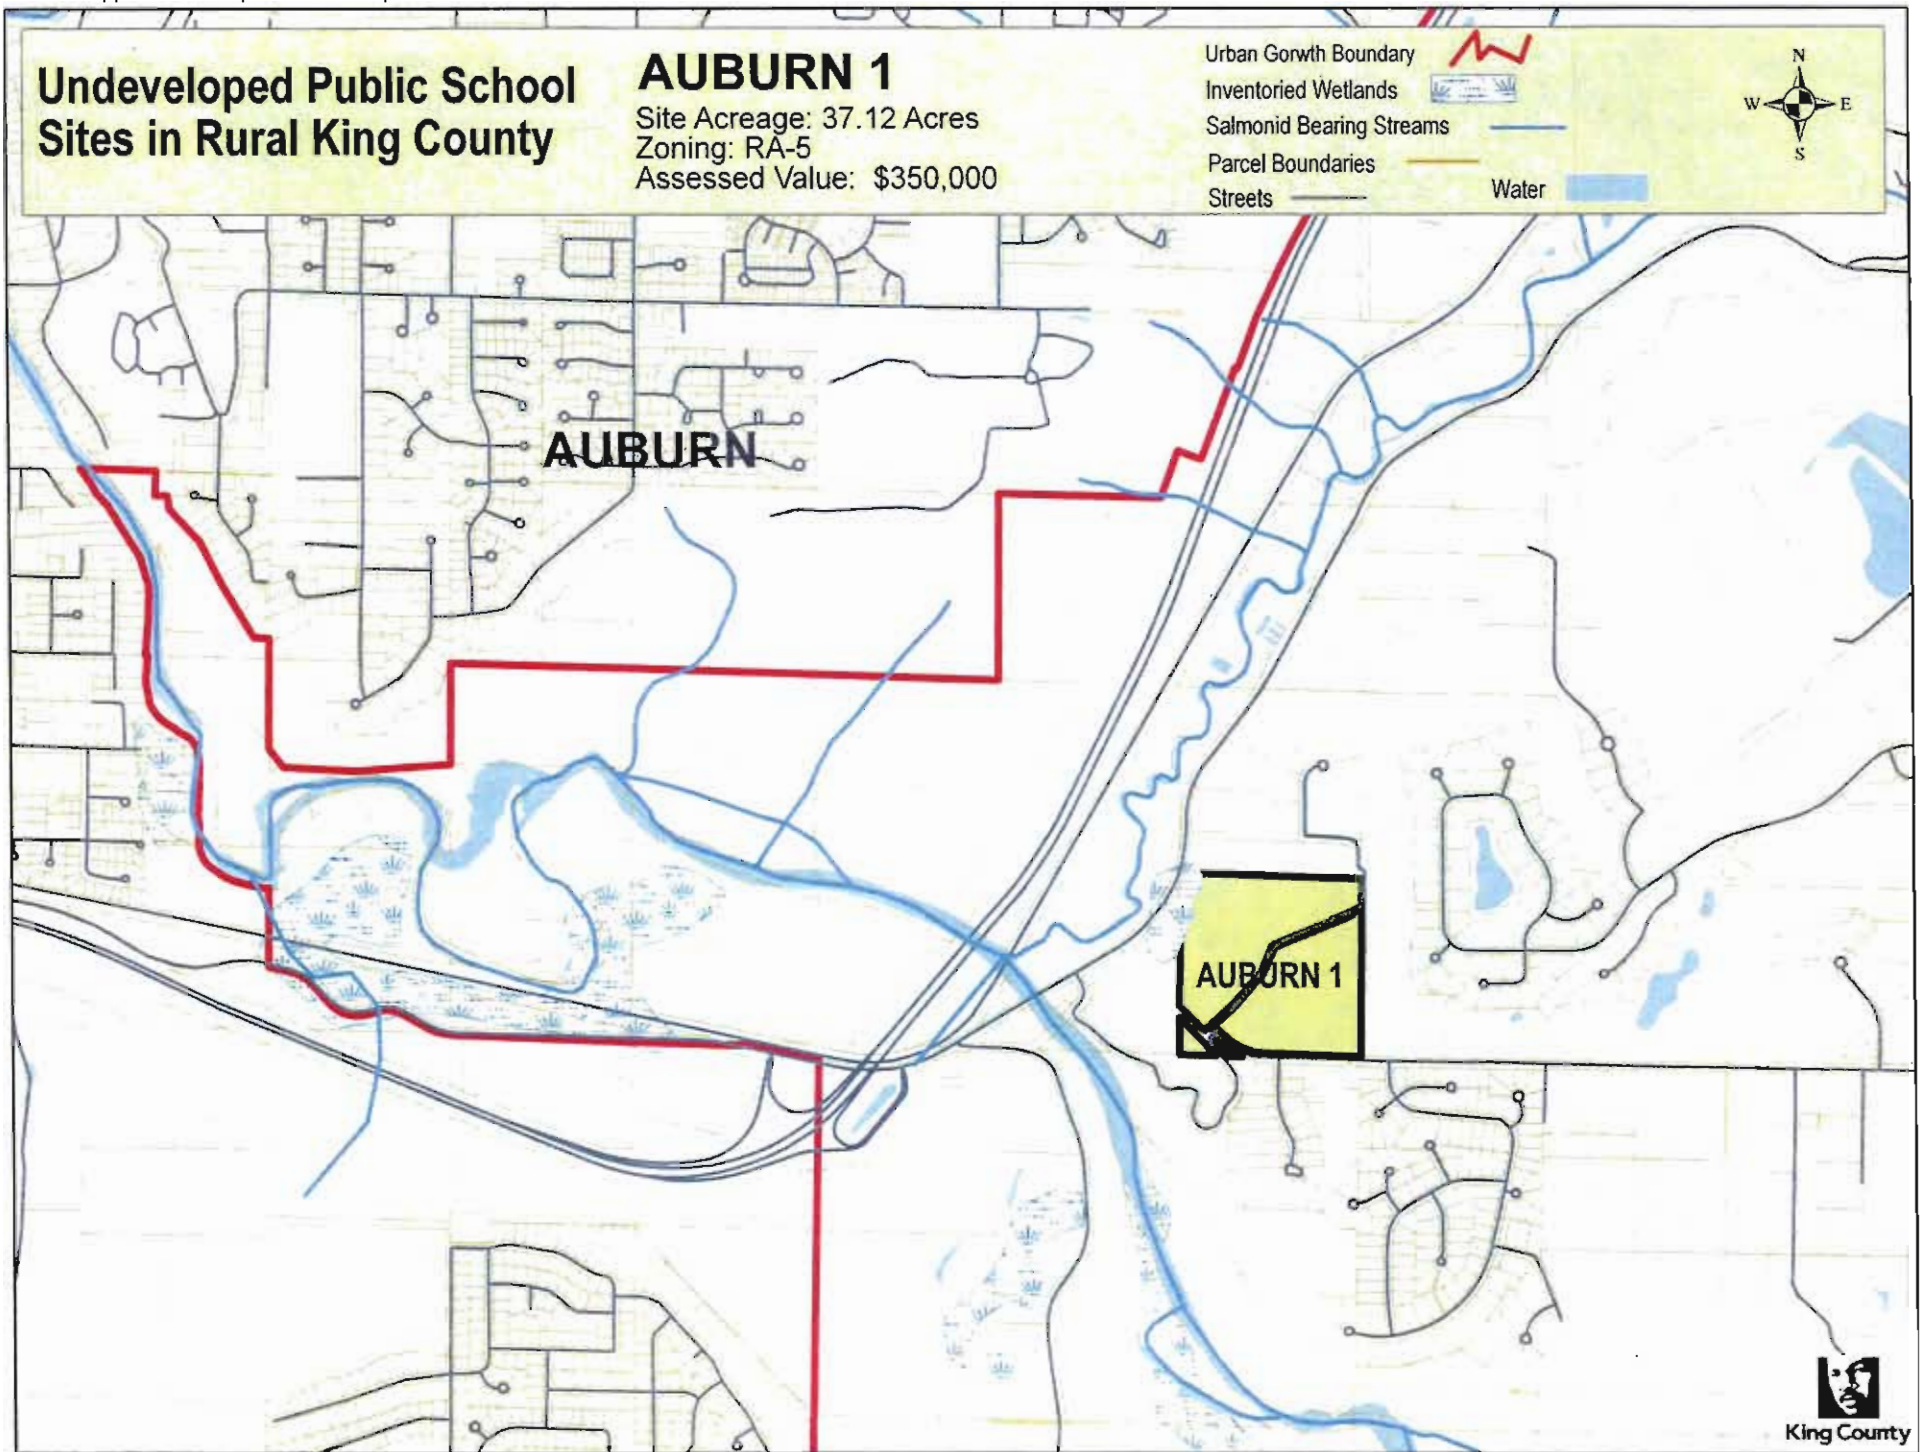 Undeveloped Public School
Sites in Rural King County
AUBURN 1
Site Acreage: 37.12 Acres
Zoning: RA-5
Assessed Value: $350,000
Urban Gorwth Boundary
Inventoried Wetlands
Salmonid Bearing Streams
Parcel Boundaries
Streets
Water
N
W E
S
AUBURN
AUBURN 1
King County